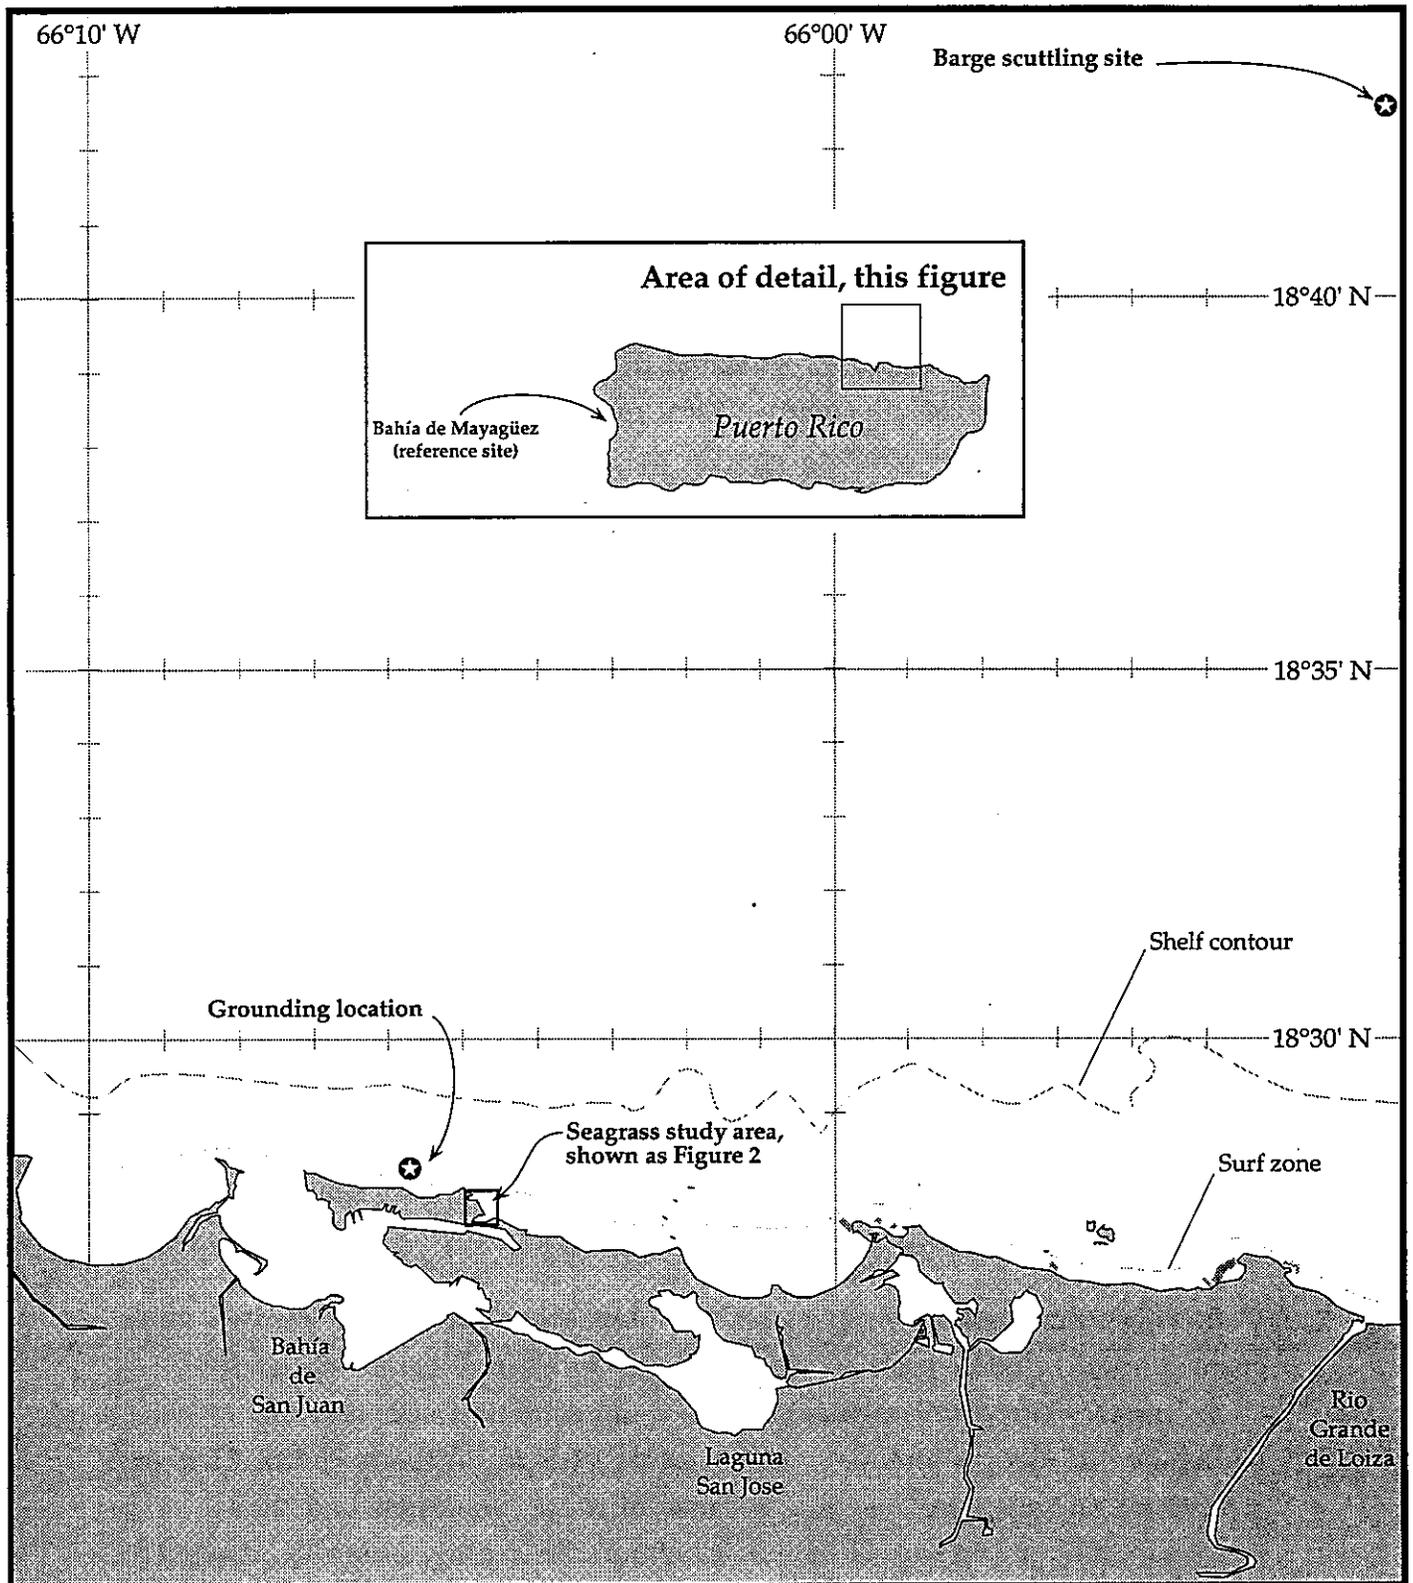 66°10' W
66°00' W
Barge scuttling site
Area of detail, this figure
18°40' N
Bahía de Mayagüez
(reference site)
Puerto Rico
18°35' N
Shelf contour
Grounding location
18°30' N
Seagrass study area,
shown as Figure 2
Surf zone
Bahía
de
San Juan
Laguna
San Jose
Rio
Grande
de Loiza